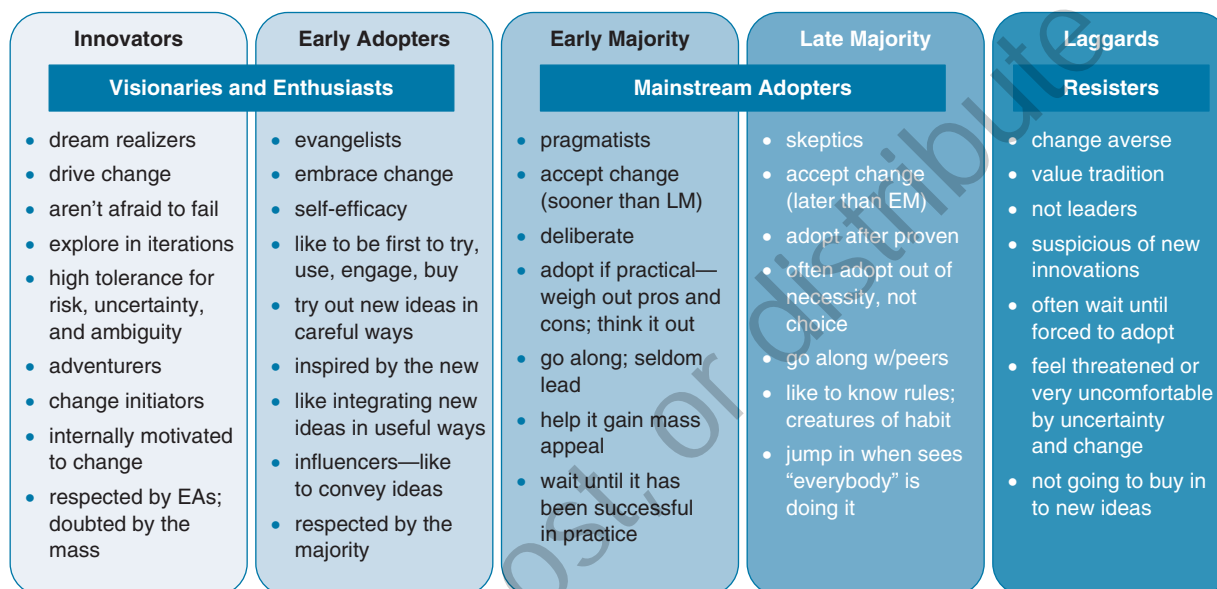 Innovators
Early Adopters
Early Majority
Late Majority
Laggards
Visionaries and Enthusiasts
Mainstream Adopters
Resisters
• dream realizers
• drive change
• aren't afraid to fail
• explore in iterations
• high tolerance for
risk, uncertainty,
and ambiguity
• adventurers
• change initiators
• internally motivated
to change
• respected by EAs;
doubted by the
mass
• evangelists
• embrace change
• self-efficacy
• like to be first to try,
use, engage, buy
• try out new ideas in
careful ways
• inspired by the new
• like integrating new
ideas in useful ways
• influencers—like
to convey ideas
• respected by the
majority
• pragmatists
• accept change
(sooner than LM)
• deliberate
• adopt if practical—
weigh out pros and
cons; think it out
• go along; seldom
lead
• help it gain mass
appeal
• wait until it has
been successful
in practice
• skeptics
• accept change
(later than EM)
• adopt after proven
• often adopt out of
necessity, not
choice
• go along w/peers
• like to know rules;
creatures of habit
• jump in when sees
“everybody” is
doing it
• change averse
• value tradition
• not leaders
• suspicious of new
innovations
• often wait until
forced to adopt
• feel threatened or
very uncomfortable
by uncertainty
and change
• not going to buy in
to new ideas
ost, or distribute